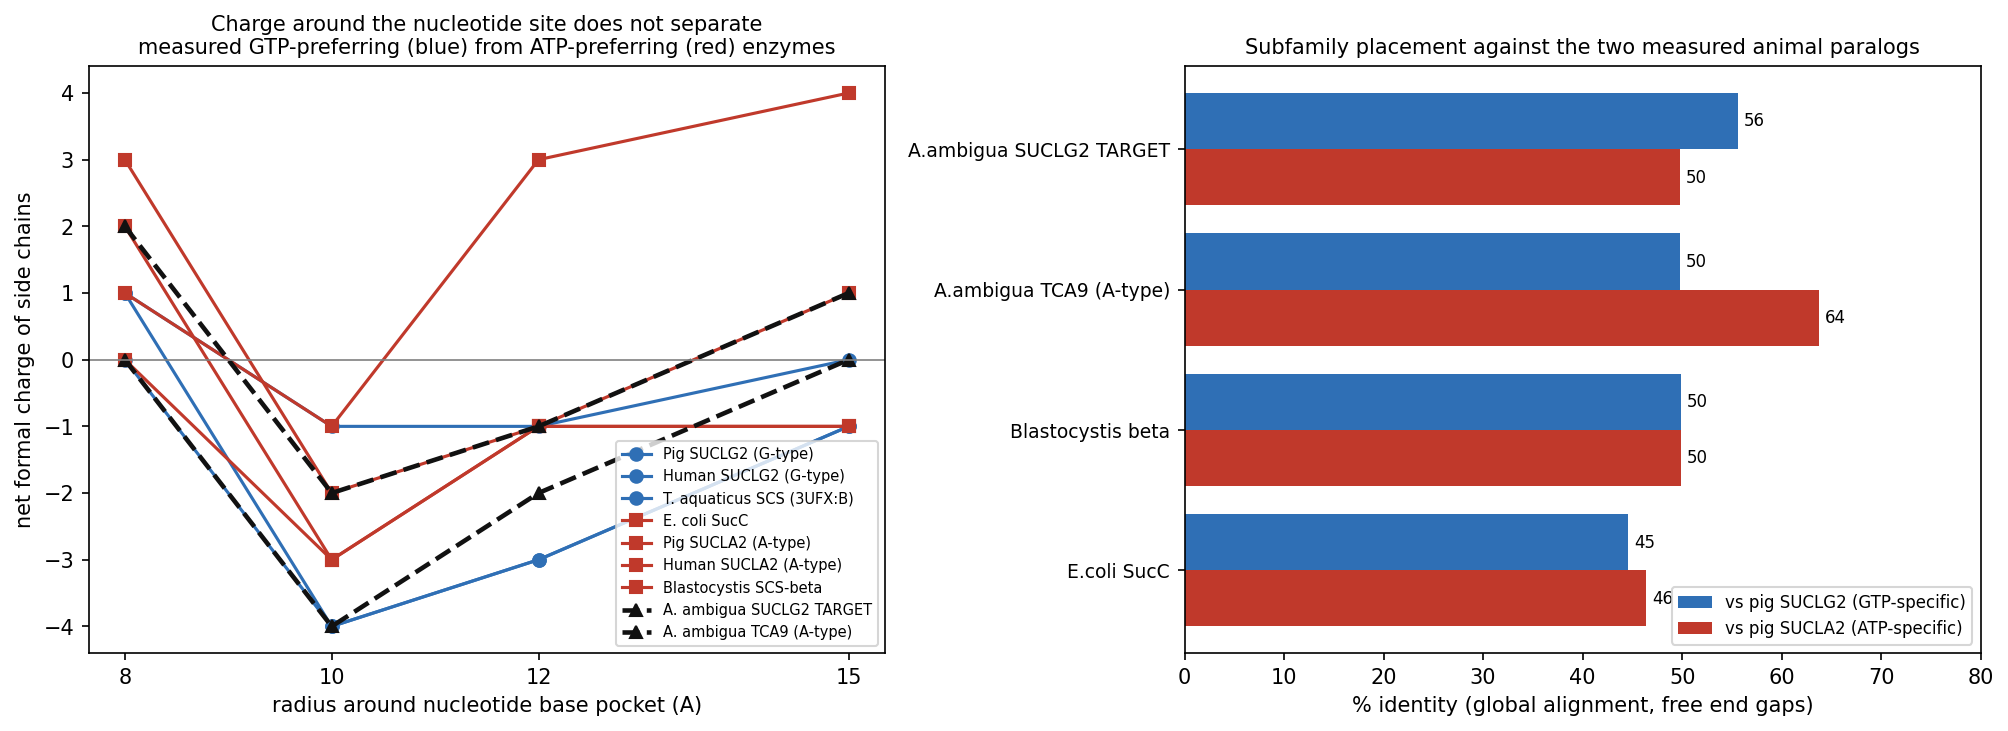 Charge around the nucleotide site does not separate
measured GTP-preferring (blue) from ATP-preferring (red) enzymes
net formal charge of side chains
4
3
2
1
0
−1
−2
−3
−4
8
10
12
15
radius around nucleotide base pocket (A)
Pig SUCLG2 (G-type)
Human SUCLG2 (G-type)
T. aquaticus SCS (3UFX:B)
E. coli SucC
Pig SUCLA2 (A-type)
Human SUCLA2 (A-type)
Blastocystis SCS-beta
A. ambigua SUCLG2 TARGET
A. ambigua TCA9 (A-type)
Subfamily placement against the two measured animal paralogs
A.ambigua SUCLG2 TARGET
56
50
A.ambigua TCA9 (A-type)
50
64
Blastocystis beta
50
50
E.coli SucC
45
46
vs pig SUCLG2 (GTP-specific)
vs pig SUCLA2 (ATP-specific)
0
10
20
30
40
50
60
70
80
% identity (global alignment, free end gaps)